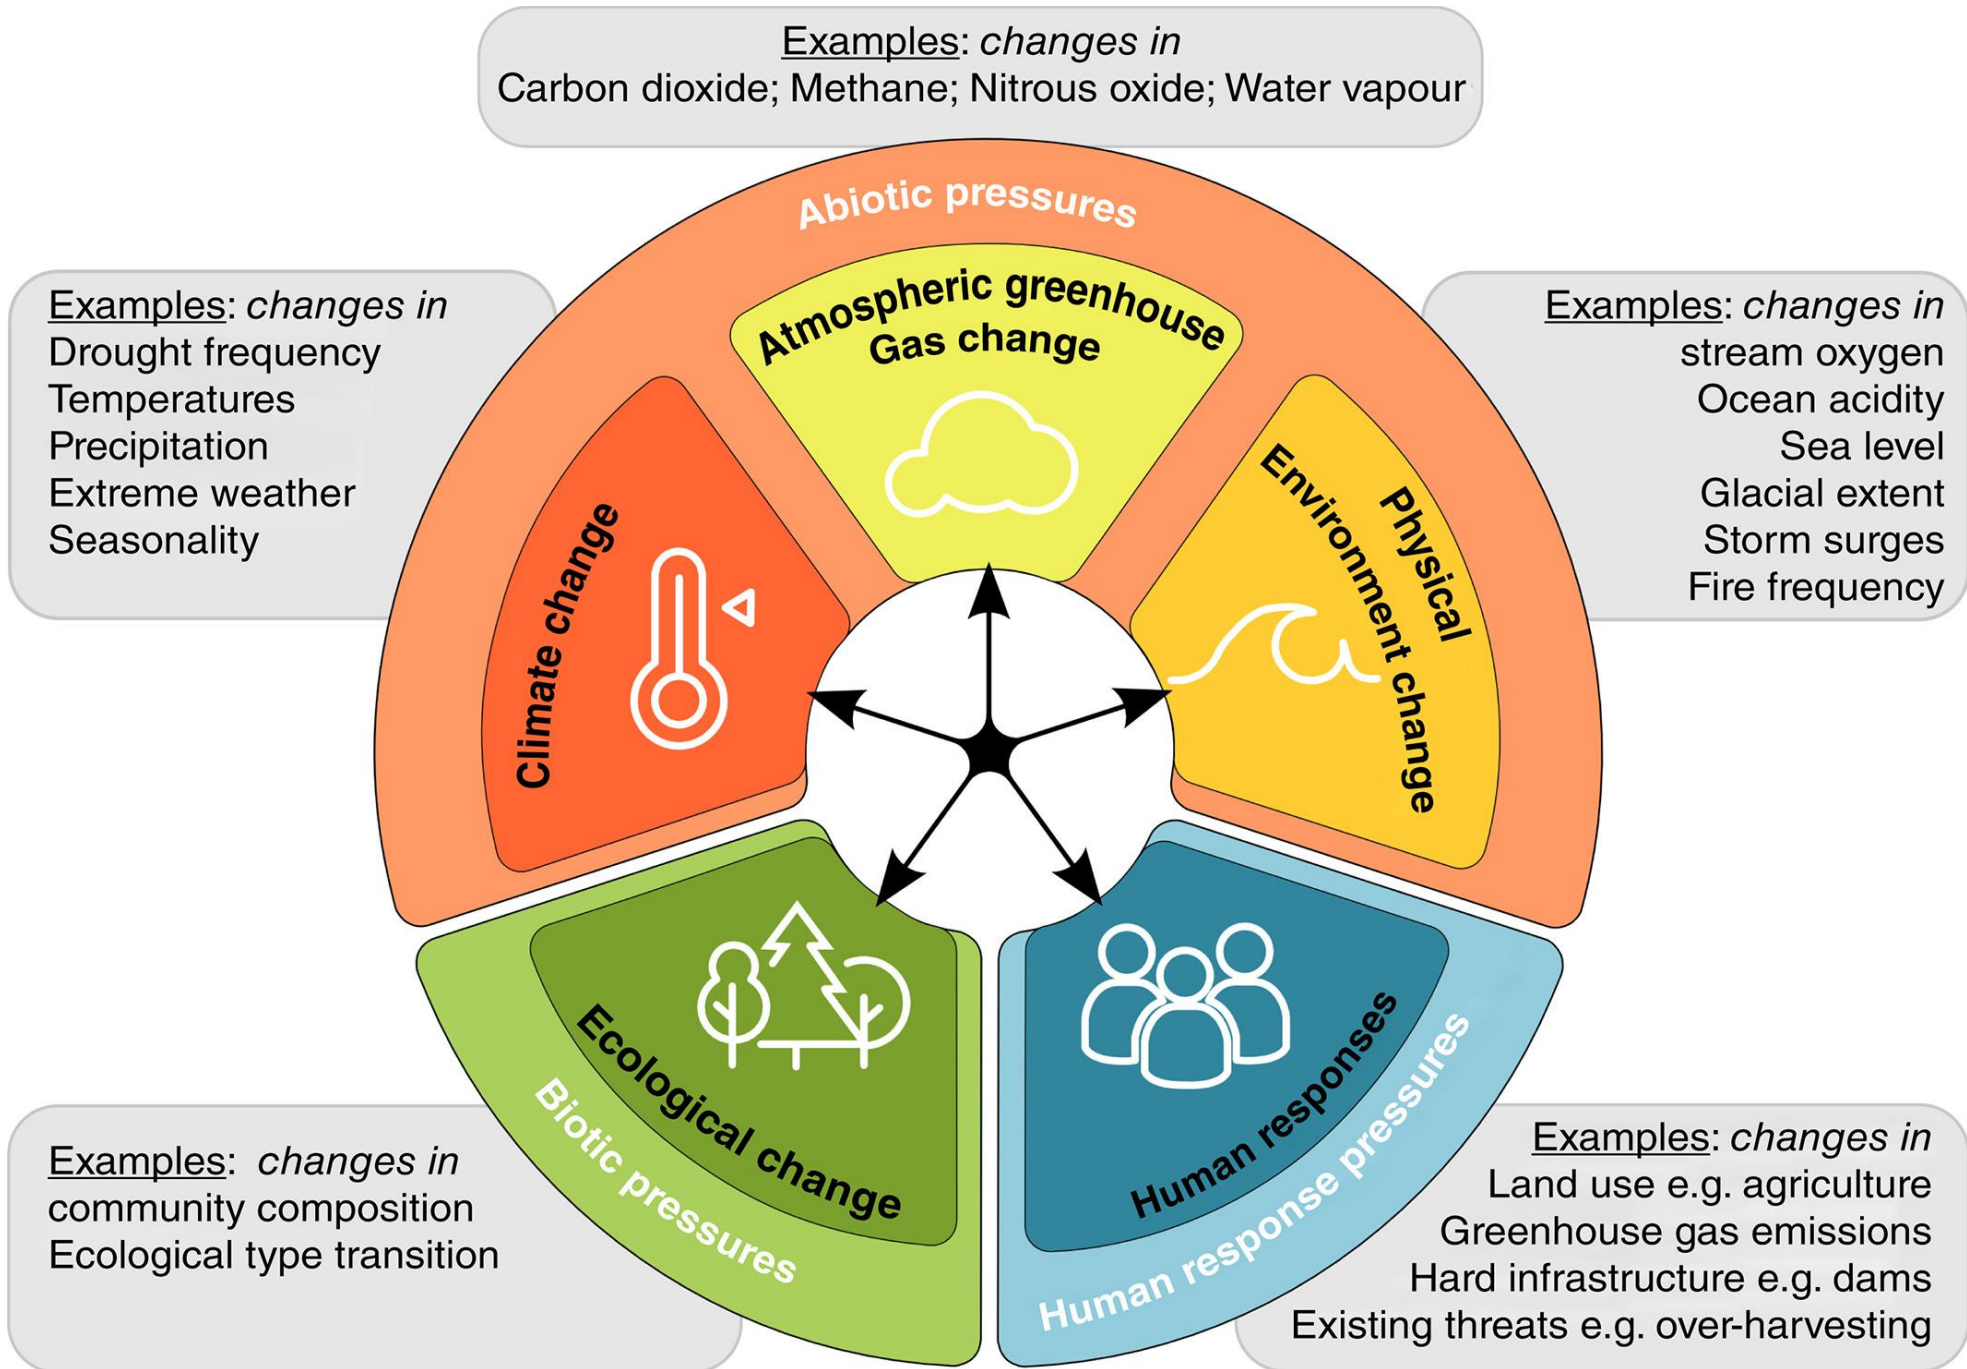 Examples: changes in
Carbon dioxide; Methane; Nitrous oxide; Water vapour
Abiotic pressures
Atmospheric greenhouse
Gas change
Examples: changes in
Drought frequency
Temperatures
Precipitation
Extreme weather
Seasonality
Climate change
Examples: changes in
stream oxygen
Ocean acidity
Sea level
Glacial extent
Storm surges
Fire frequency
Physical
Environment change
Ecological change
Biotic pressures
Examples: changes in
community composition
Ecological type transition
Human responses
Human response pressures
Examples: changes in
Land use e.g. agriculture
Greenhouse gas emissions
Hard infrastructure e.g. dams
Existing threats e.g. over-harvesting